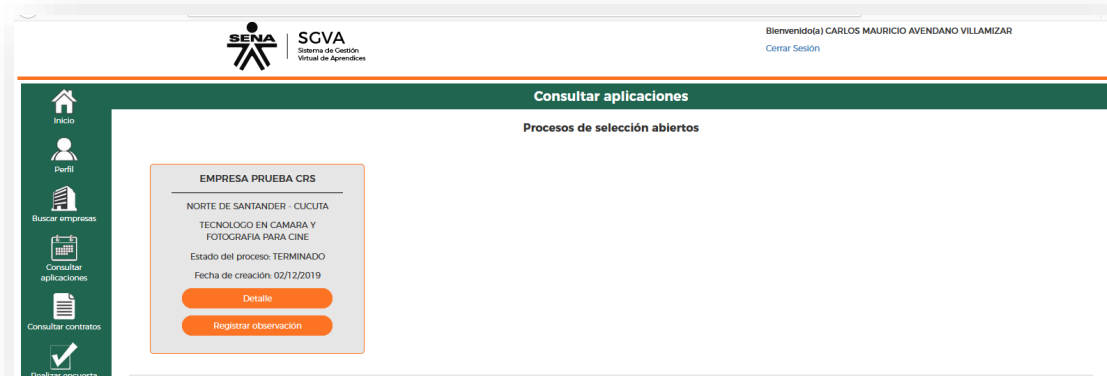 SENA
SGVA
Sistema de Gestión
Virtual de Aprendices
Bienvenido(a) CARLOS MAURICIO AVENDANO VILLAMIZAR
Cerrar Sesión
Consultar aplicaciones
Inicio
Perfil
Buscar empresas
Consultar
aplicaciones
Consultar contratos
Realizar encuesta
Procesos de selección abiertos
EMPRESA PRUEBA CRS
NORTE DE SANTANDER - CUCUTA
TECNOLOGO EN CAMARA Y
FOTOGRAFIA PARA CINE
Estado del proceso: TERMINADO
Fecha de creación: 02/12/2019
Detalle
Registrar observación